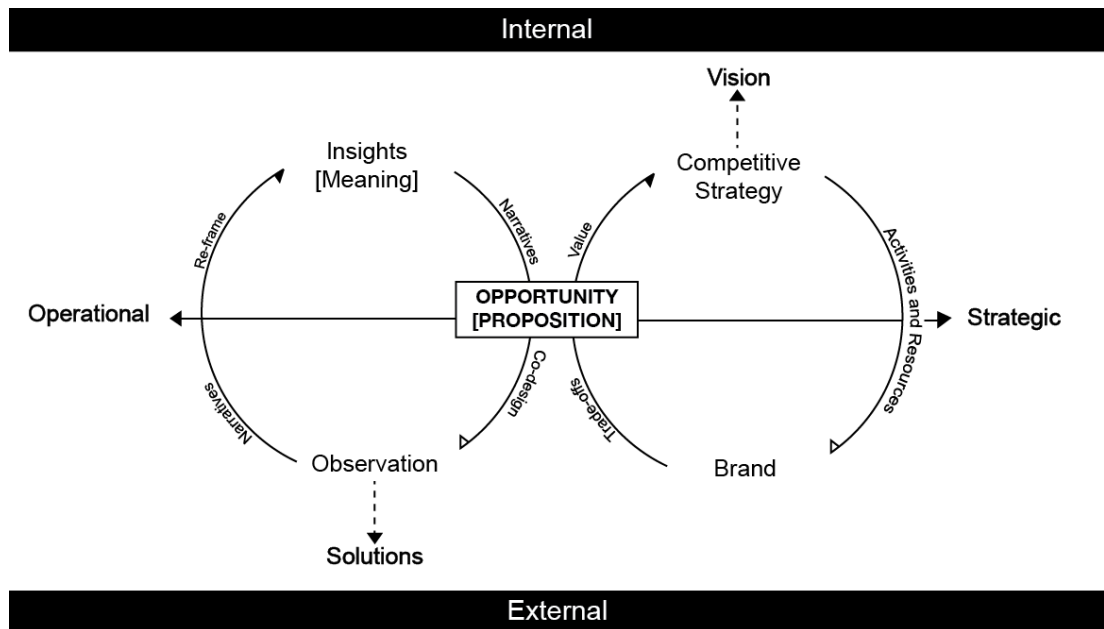 Internal
Vision
Insights
[Meaning]
Competitive
Strategy
Re-frame
Narratives
Value
Activities and Resources
OPPORTUNITY
[PROPOSITION]
Operational
Strategic
Narratives
Co-design
Trade-offs
Observation
Brand
Solutions
External